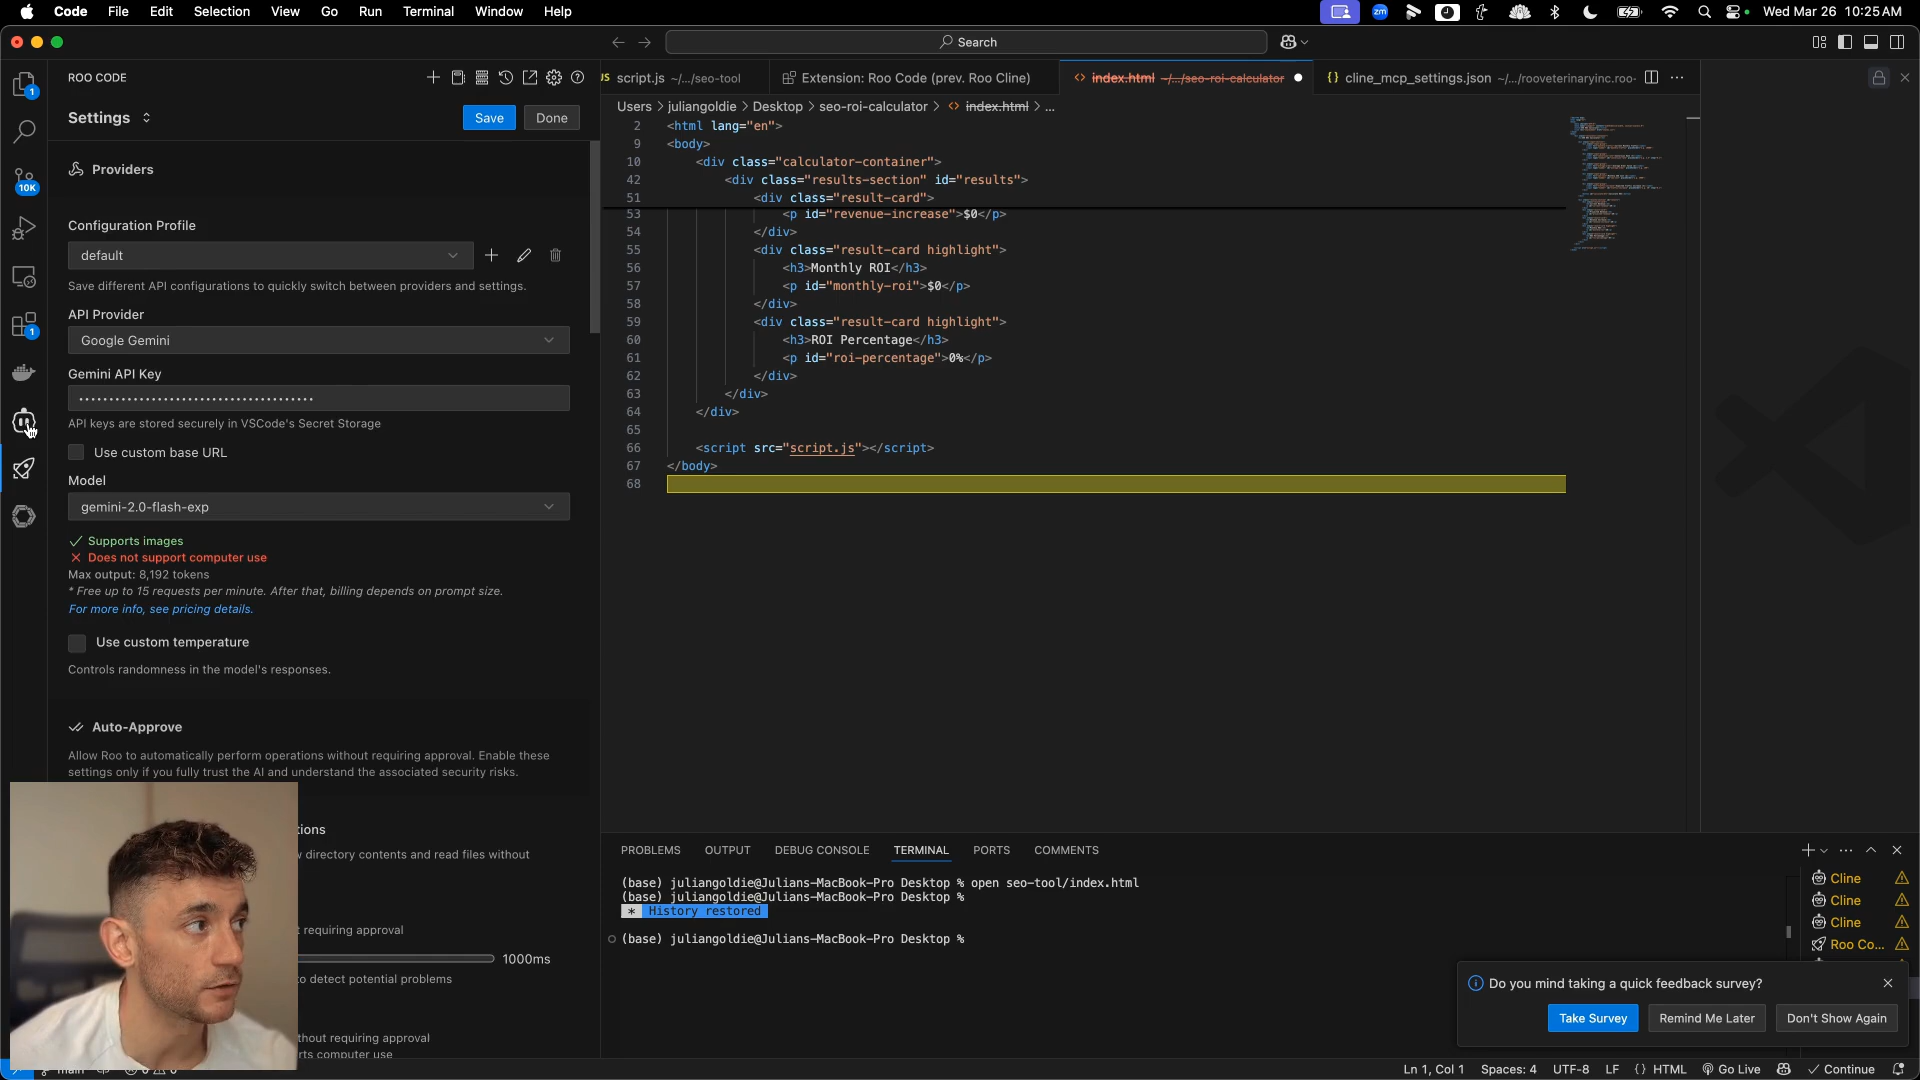 Code File Edit Selection View Go Run Terminal Window Help
zm
Wed Mar 26 10:25 AM
Search
ROO CODE
Settings
Save
Done
Providers
Configuration Profile
default
Save different API configurations to quickly switch between providers and settings.
API Provider
Google Gemini
Gemini API Key
API keys are stored securely in VSCode's Secret Storage
Use custom base URL
Model
gemini-2.0-flash-exp
Supports images
Does not support computer use
Max output: 8,192 tokens
* Free up to 15 requests per minute. After that, billing depends on prompt size.
For more info, see pricing details.
Use custom temperature
Controls randomness in the model's responses.
Auto-Approve
Allow Roo to automatically perform operations without requiring approval. Enable these
settings only if you fully trust the AI and understand the associated security risks.
tions
directory contents and read files without
requiring approval
1000ms
to detect potential problems
without requiring approval
rts computer use
1
10K
1
JS script.js ~/.../seo-tool
Extension: Roo Code (prev. Roo Cline)
<> index.html ~/.../seo-roi-calculator
{} cline_mcp_settings.json ~/.../rooveterinaryinc.roo-
Users > juliangoldie > Desktop > seo-roi-calculator > <> index.html > ...
2 <html lang="en">
9 <body>
10 <div class="calculator-container">
42 <div class="results-section" id="results">
51 <div class="result-card">
53 <p id="revenue-increase">$0</p>
54 </div>
55 <div class="result-card highlight">
56 <h3>Monthly ROI</h3>
57 <p id="monthly-roi">$0</p>
58 </div>
59 <div class="result-card highlight">
60 <h3>ROI Percentage</h3>
61 <p id="roi-percentage">0%</p>
62 </div>
63 </div>
64 </div>
65
66 <script src="script.js"></script>
67 </body>
68
PROBLEMS OUTPUT DEBUG CONSOLE TERMINAL PORTS COMMENTS
(base) juliangoldie@Julians-MacBook-Pro Desktop % open seo-tool/index.html
(base) juliangoldie@Julians-MacBook-Pro Desktop %
* History restored
(base) juliangoldie@Julians-MacBook-Pro Desktop %
Cline
Cline
Cline
Roo Co...
Do you mind taking a quick feedback survey?
Take Survey
Remind Me Later
Don't Show Again
main
Ln 1, Col 1 Spaces: 4 UTF-8 LF {} HTML Go Live Continue